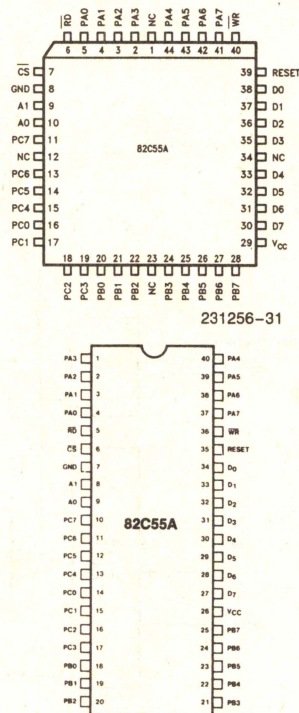 RD PA0 PA1 PA2 PA3 NC PA4 PA5 PA6 PA7 WR
6 5 4 3 2 1 44 43 42 41 40
CS 7 39 RESET
GND 8 38 D0
A1 9 37 D1
A0 10 36 D2
PC7 11 35 D3
NC 12 34 NC
82C55A
PC6 13 33 D4
PC5 14 32 D5
PC4 15 31 D6
PC0 16 30 D7
PC1 17 29 VCC
18 19 20 21 22 23 24 25 26 27 28
PC2 PC3 PB0 PB1 PB2 NC PB3 PB4 PB5 PB6 PB7
231256-31
PA3 1 40 PA4
PA2 2 39 PA5
PA1 3 38 PA6
PA0 4 37 PA7
RD 5 36 WR
CS 6 35 RESET
GND 7 34 D0
A1 8 33 D1
A0 9 32 D2
PC7 10 82C55A 31 D3
PC6 11 30 D4
PC5 12 29 D5
PC4 13 28 D6
PC0 14 27 D7
PC1 15 26 VCC
PC2 16 25 PB7
PC3 17 24 PB6
PB0 18 23 PB5
PB1 19 22 PB4
PB2 20 21 PB3